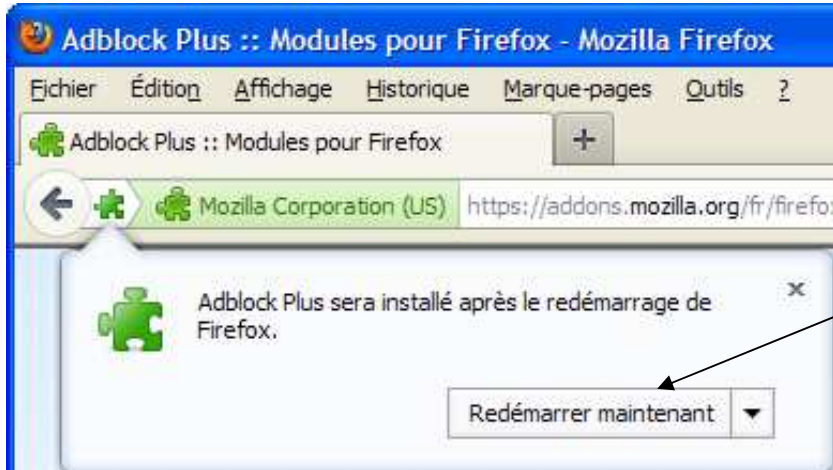 Adblock Plus :: Modules pour Firefox - Mozilla Firefox
Fichier Édition Affichage Historique Marque-pages Outils ?
Adblock Plus :: Modules pour Firefox +
Mozilla Corporation (US) https://addons.mozilla.org/fr/firefo
Adblock Plus sera installé après le redémarrage de
Firefox.
Redémarrer maintenant